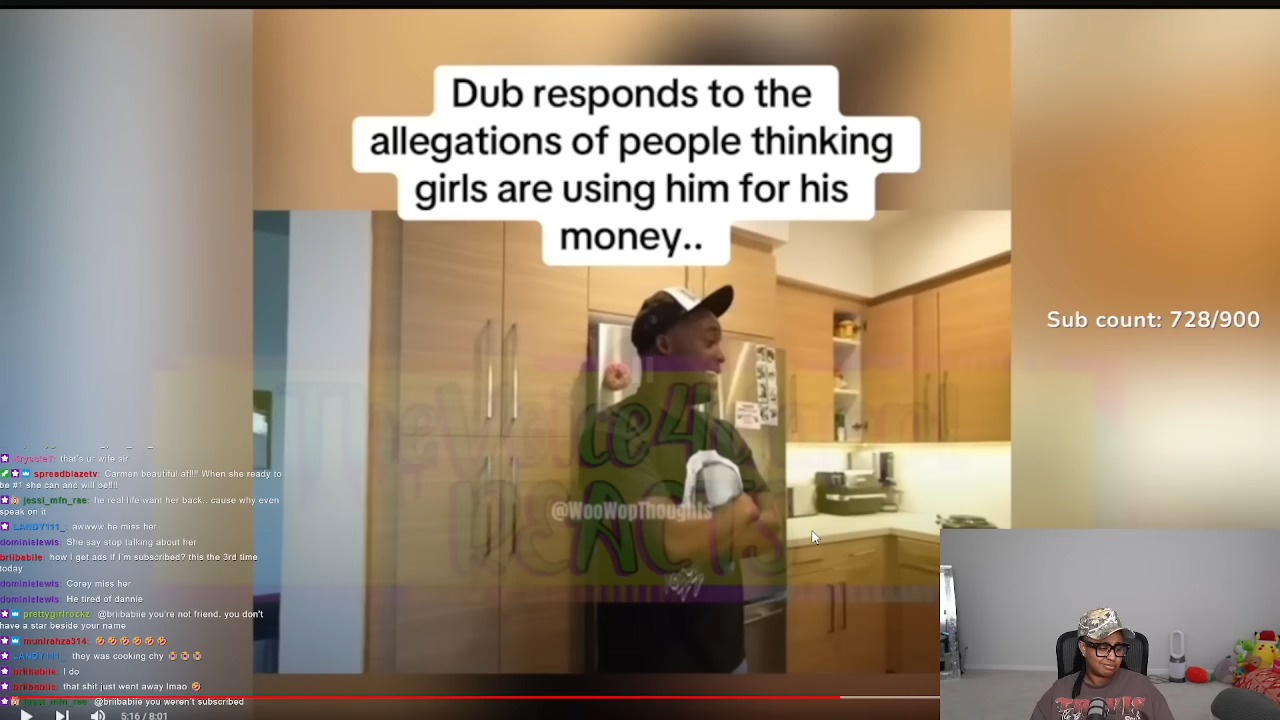 Dub responds to the
allegations of people thinking
girls are using him for his
money..
Sub count: 728/900
TheVoice4
REACTS
@WooWopThoughts
KryssieT: that's ur wife sir
spreadblazetv: Carmen beautiful af!!!! When she ready to
be #1 she can and will be!!!!
jessi_mfn_rae: he real life want her back.. cause why even
speak on it
LANDY111_: awwww he miss her
dominielewis: She say stop talking about her
briibabiie: how I get ads if I'm subscribed? this the 3rd time
today
dominielewis: Corey miss her
dominielewis: He tired of dannie
prettygirlrockz: @briibabiie you're not friend. you don't
have a star beside your name
munirahza314:
LANDY111_: they was cooking chy
briibabiie: I do
briibabiie: that shit just went away lmao
jessi_mfn_rae: @briibabiie you weren't subscribed
5:16 / 8:01